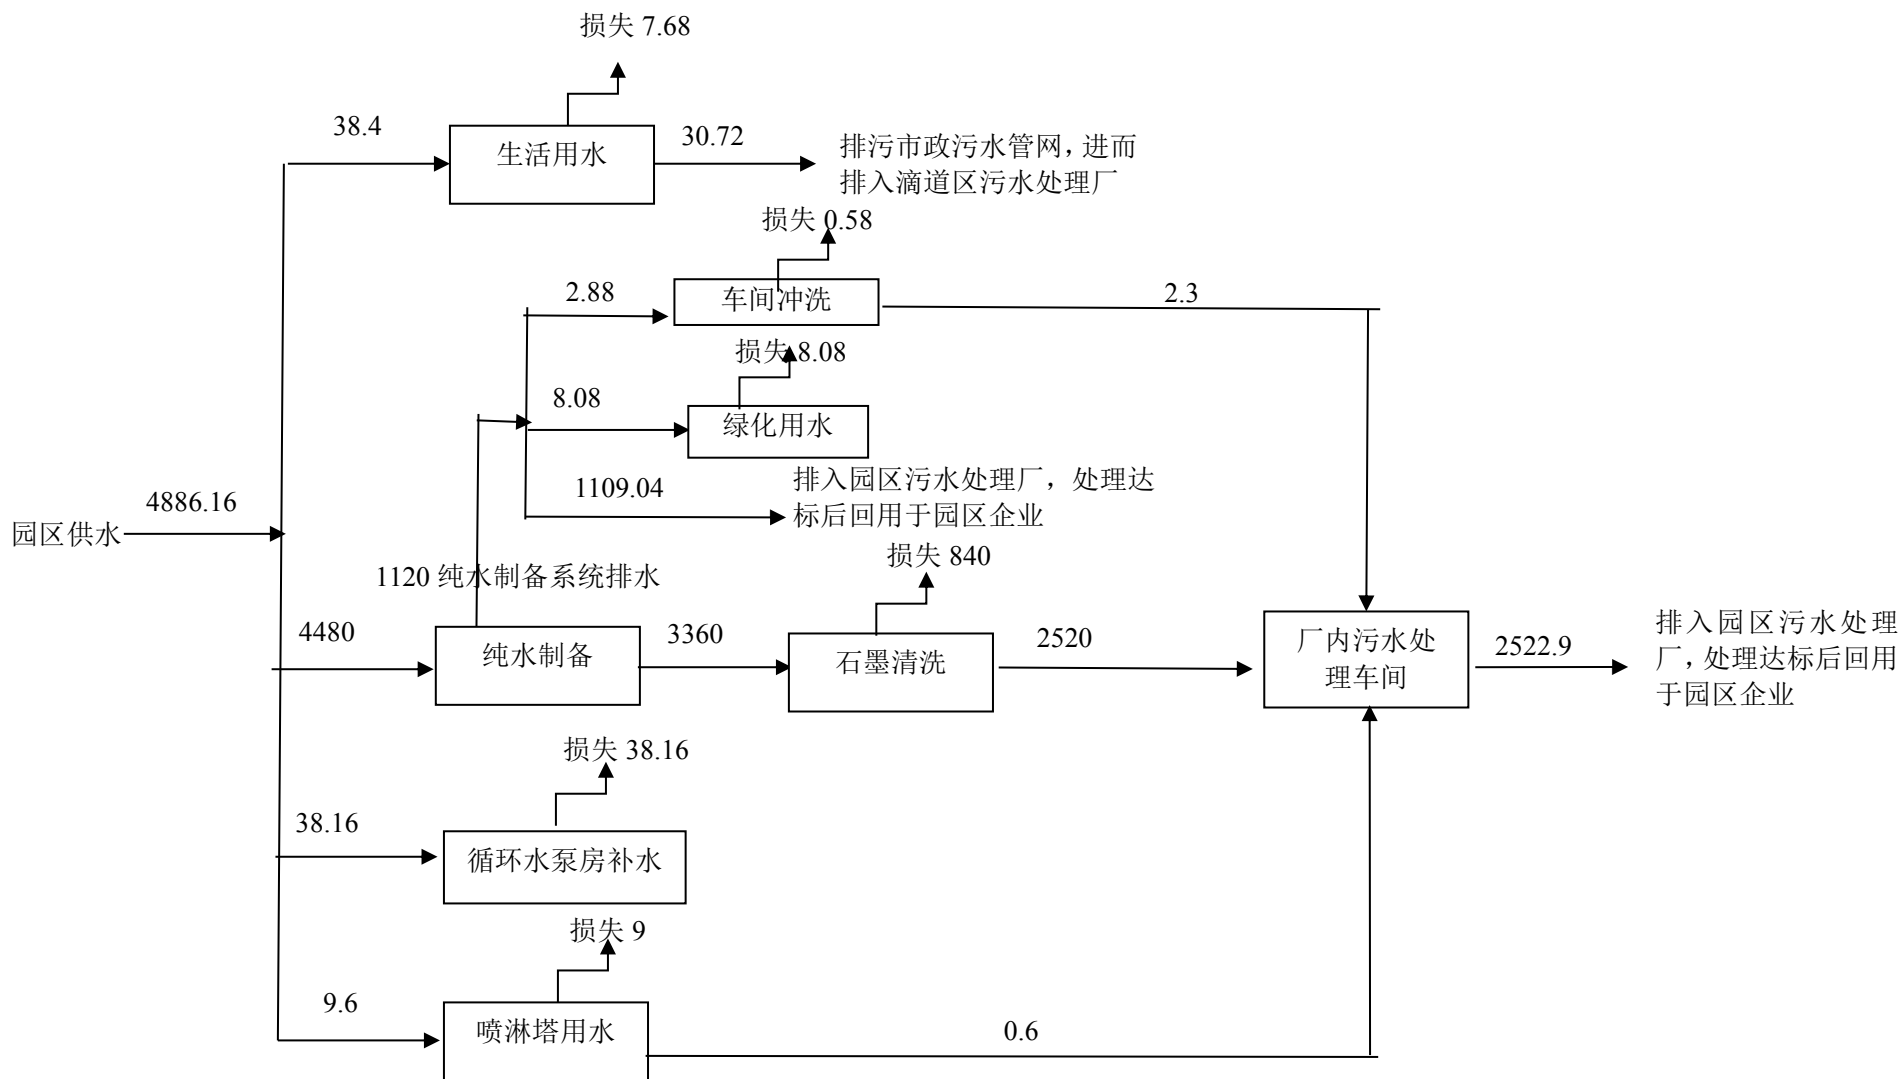 损失 7.68
38.4
生活用水
30.72
排污市政污水管网，进而
排入滴道区污水处理厂
损失 0.58
2.88
车间冲洗
2.3
损失 8.08
8.08
绿化用水
1109.04
排入园区污水处理厂，处理达
标后回用于园区企业
园区供水
4886.16
损失 840
1120 纯水制备系统排水
4480
纯水制备
3360
石墨清洗
2520
厂内污水处
理车间
2522.9
排入园区污水处理
厂，处理达标后回用
于园区企业
损失 38.16
38.16
循环水泵房补水
损失 9
9.6
喷淋塔用水
0.6